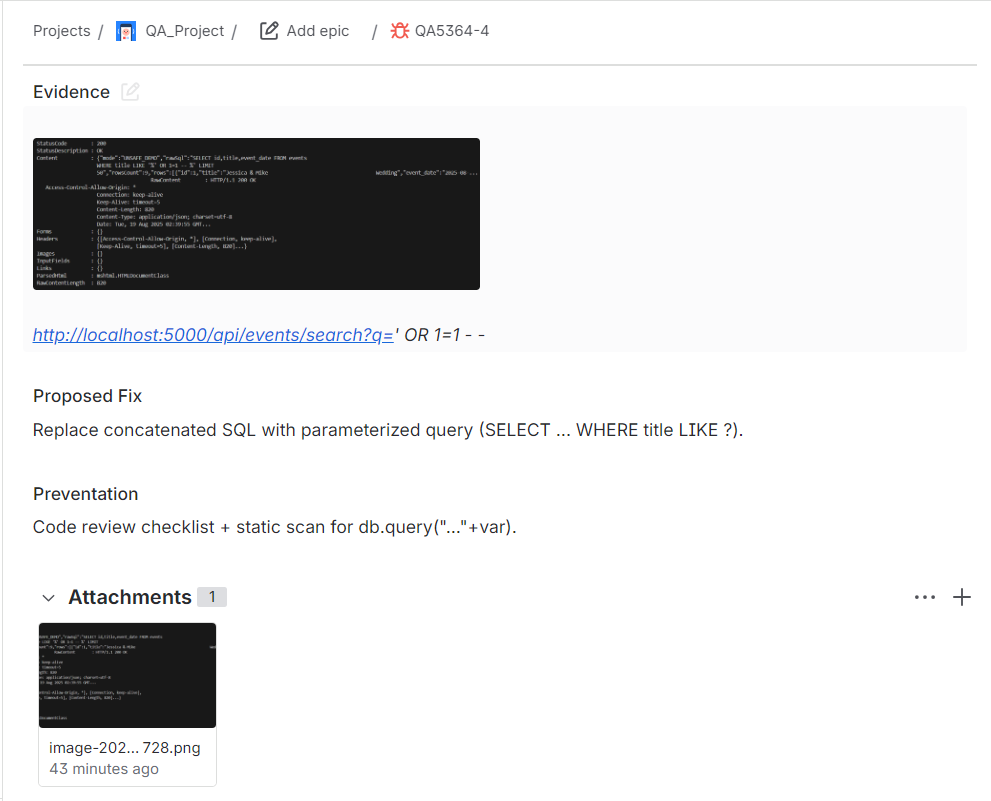 Projects / QA_Project / Add epic / QA5364-4
Evidence
StatusCode : 200
StatusDescription : OK
Content : {"mode":"UNSAFE_DEMO","rawSql":"SELECT id,title,event_date FROM events
WHERE title LIKE '%' OR 1=1 -- %' LIMIT
50","rowsCount":9,"rows":[{"id":1,"title":"Jessica & Mike Wedding","event_date":"2025-08 ...
RawContent : HTTP/1.1 200 OK
Access-Control-Allow-Origin: *
Connection: keep-alive
Keep-Alive: timeout=5
Content-Length: 820
Content-Type: application/json; charset=utf-8
Date: Tue, 19 Aug 2025 02:39:55 GMT...
Forms : {}
Headers : {[Access-Control-Allow-Origin, *], [Connection, keep-alive],
[Keep-Alive, timeout=5], [Content-Length, 820]...}
Images : {}
InputFields : {}
Links : {}
ParsedHtml : mshtml.HTMLDocumentClass
RawContentLength : 820
http://localhost:5000/api/events/search?q=' OR 1=1 - -
Proposed Fix
Replace concatenated SQL with parameterized query (SELECT ... WHERE title LIKE ?).
Preventation
Code review checklist + static scan for db.query("..."+var).
Attachments 1
image-202... 728.png
43 minutes ago